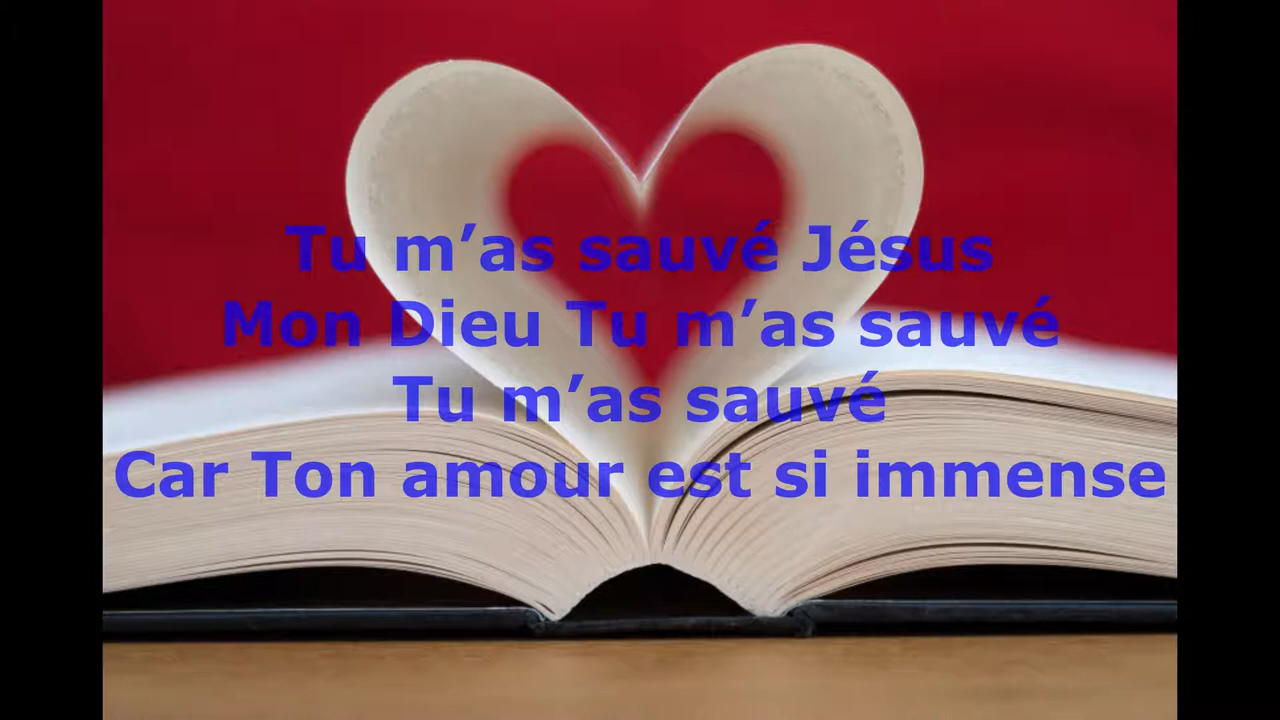 Tu m’as sauvé Jésus
Mon Dieu Tu m’as sauvé
Tu m’as sauvé
Car Ton amour est si immense